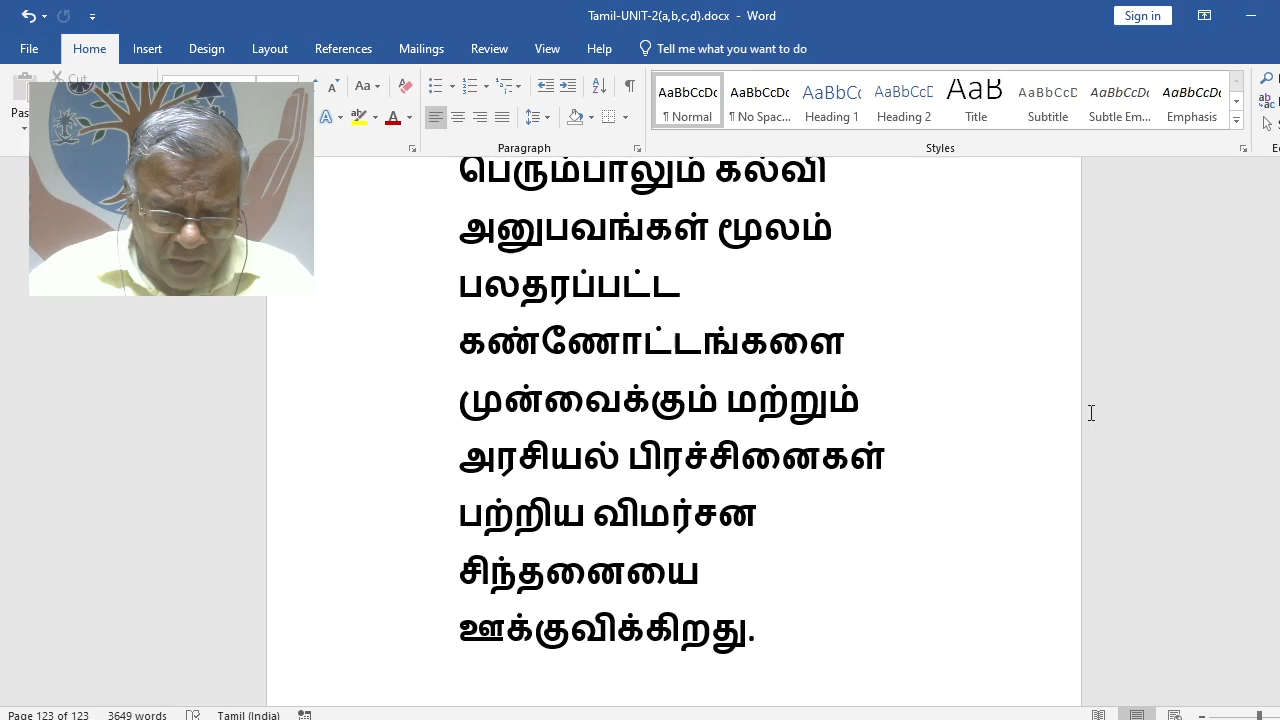 Tamil-UNIT-2(a,b,c,d).docx - Word
Sign in
File Home Insert Design Layout References Mailings Review View Help Tell me what you want to do
Cut
Aa
AaBbCcDc AaBbCcDc AaBbCc AaBbCcD AaB AaBbCcD AaBbCcDc AaBbCcDc
¶ Normal ¶ No Spac... Heading 1 Heading 2 Title Subtitle Subtle Em... Emphasis
Paragraph Styles
பெரும்பாலும் கல்வி
அனுபவங்கள் மூலம்
பலதரப்பட்ட
கண்ணோட்டங்களை
முன்வைக்கும் மற்றும்
அரசியல் பிரச்சினைகள்
பற்றிய விமர்சன
சிந்தனையை
ஊக்குவிக்கிறது.
Page 123 of 123 3649 words Tamil (India)